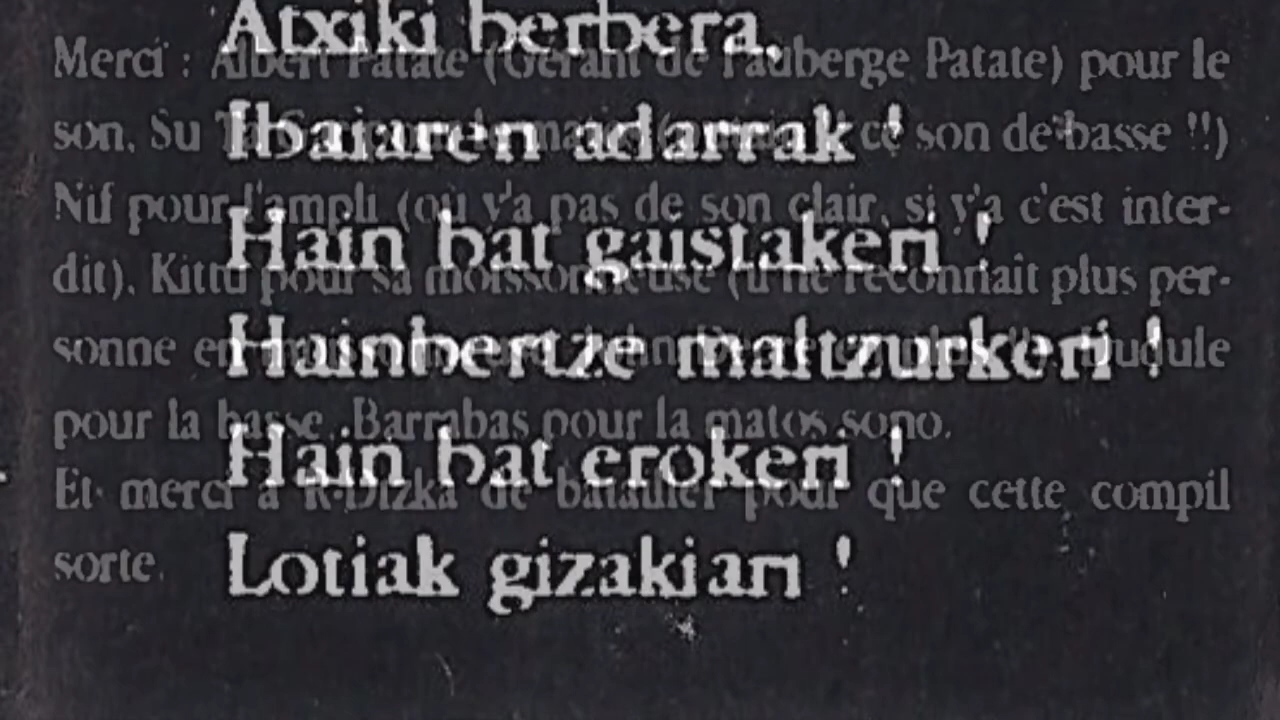 Atxiki berbera,
Merci : Albert Patate (Gérant de l'auberge Patate) pour le
Ibaiaren adarrak !
son, Su ce son de basse !!)
Hain bat gaistakeri !
Nif pour l'ampli (où y'a pas de son clair, si y'a c'est inter-
dit), Kittu pour sa moissonneuse reconnait plus per-
Hainbertze maltzurkeri !
sonne
pour la basse, Barrabas pour la matos sono.
Hain bat erokeri !
Et merci à R-Dizka de batailler pour que cette compil
Lotiak gizakiari !
sorte.